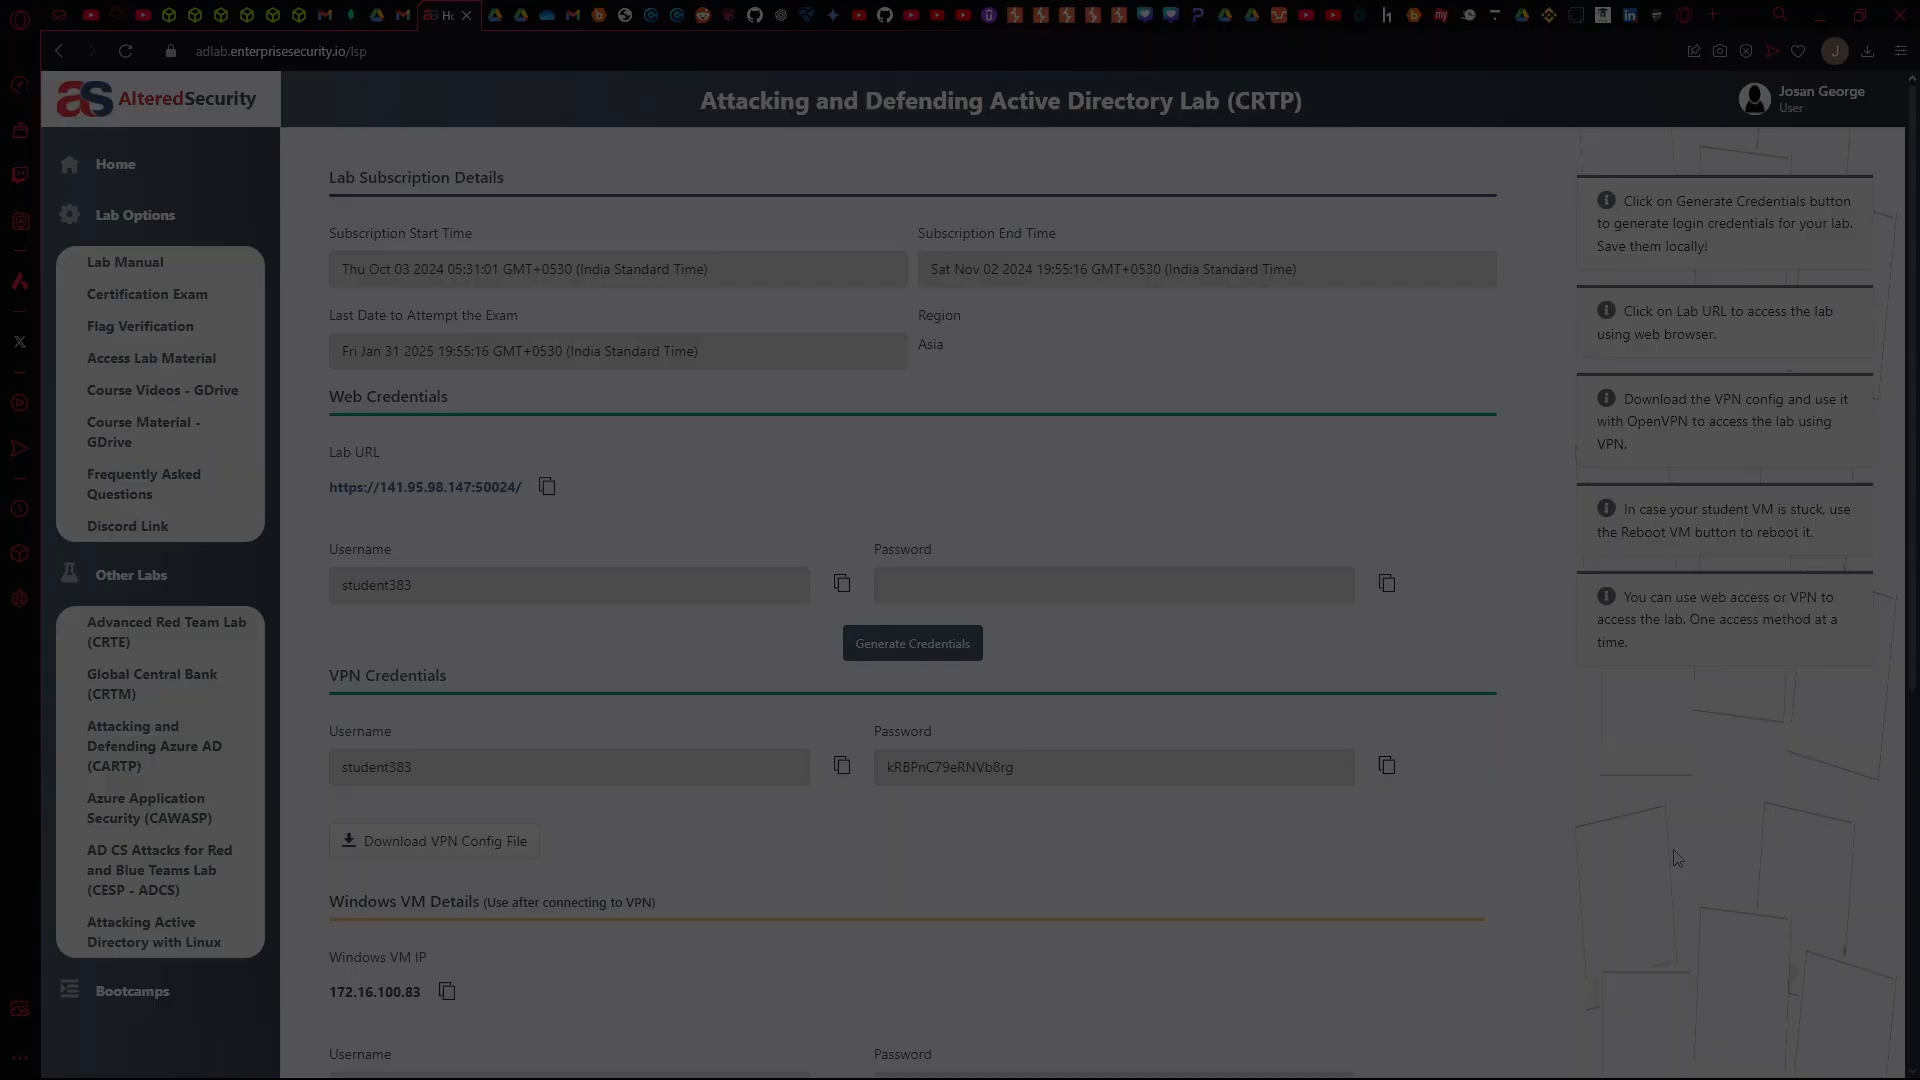 Ho
adlab.enterprisesecurity.io/lsp
J
as AlteredSecurity
Attacking and Defending Active Directory Lab (CRTP)
Josan George
User
Home
Lab Options
Lab Manual
Certification Exam
Flag Verification
Access Lab Material
Course Videos - GDrive
Course Material -
GDrive
Frequently Asked
Questions
Discord Link
Other Labs
Advanced Red Team Lab
(CRTE)
Global Central Bank
(CRTM)
Attacking and
Defending Azure AD
(CARTP)
Azure Application
Security (CAWASP)
AD CS Attacks for Red
and Blue Teams Lab
(CESP - ADCS)
Attacking Active
Directory with Linux
Bootcamps
Lab Subscription Details
Subscription Start Time
Subscription End Time
Thu Oct 03 2024 05:31:01 GMT+0530 (India Standard Time)
Sat Nov 02 2024 19:55:16 GMT+0530 (India Standard Time)
Last Date to Attempt the Exam
Region
Fri Jan 31 2025 19:55:16 GMT+0530 (India Standard Time)
Asia
Web Credentials
Lab URL
https://141.95.98.147:50024/
Username
Password
student383
Generate Credentials
VPN Credentials
Username
Password
student383
kRBPnC79eRNVb8rg
Download VPN Config File
Windows VM Details (Use after connecting to VPN)
Windows VM IP
172.16.100.83
Username
Password
Click on Generate Credentials button
to generate login credentials for your lab.
Save them locally!
Click on Lab URL to access the lab
using web browser.
Download the VPN config and use it
with OpenVPN to access the lab using
VPN.
In case your student VM is stuck, use
the Reboot VM button to reboot it.
You can use web access or VPN to
access the lab. One access method at a
time.